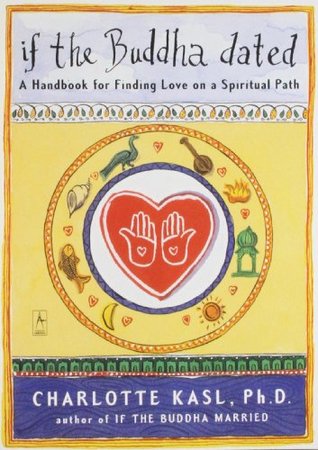 if the Buddha dated
A Handbook for Finding Love on a Spiritual Path
CHARLOTTE KASL, Ph.D.
author of IF THE BUDDHA MARRIED